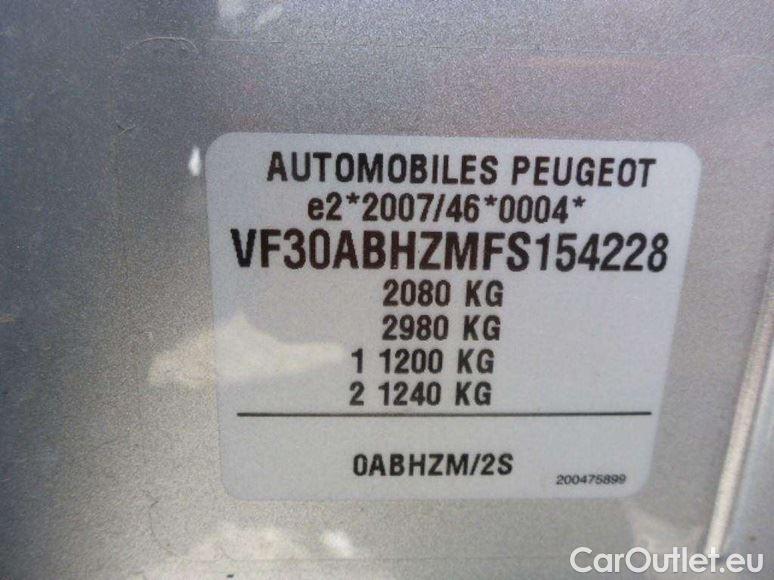 AUTOMOBILES PEUGEOT
e2*2007/46*0004*
VF30ABHZMFS154228
2080 KG
2980 KG
1 1200 KG
2 1240 KG
0ABHZM/2S
200475899
CarOutlet.eu